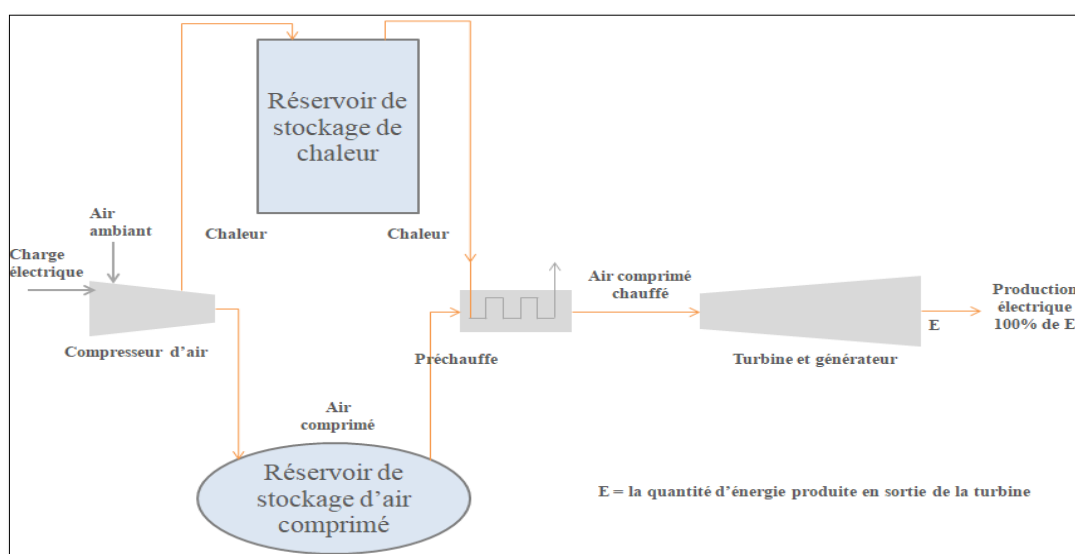 Réservoir de
stockage de
chaleur
Air
ambiant
Chaleur
Chaleur
Charge
électrique
Air comprimé
chauffé
Production
électrique
100% de E
E
Compresseur d'air
Préchauffe
Turbine et générateur
Air
comprimé
Réservoir de
stockage d'air
comprimé
E = la quantité d'énergie produite en sortie de la turbine